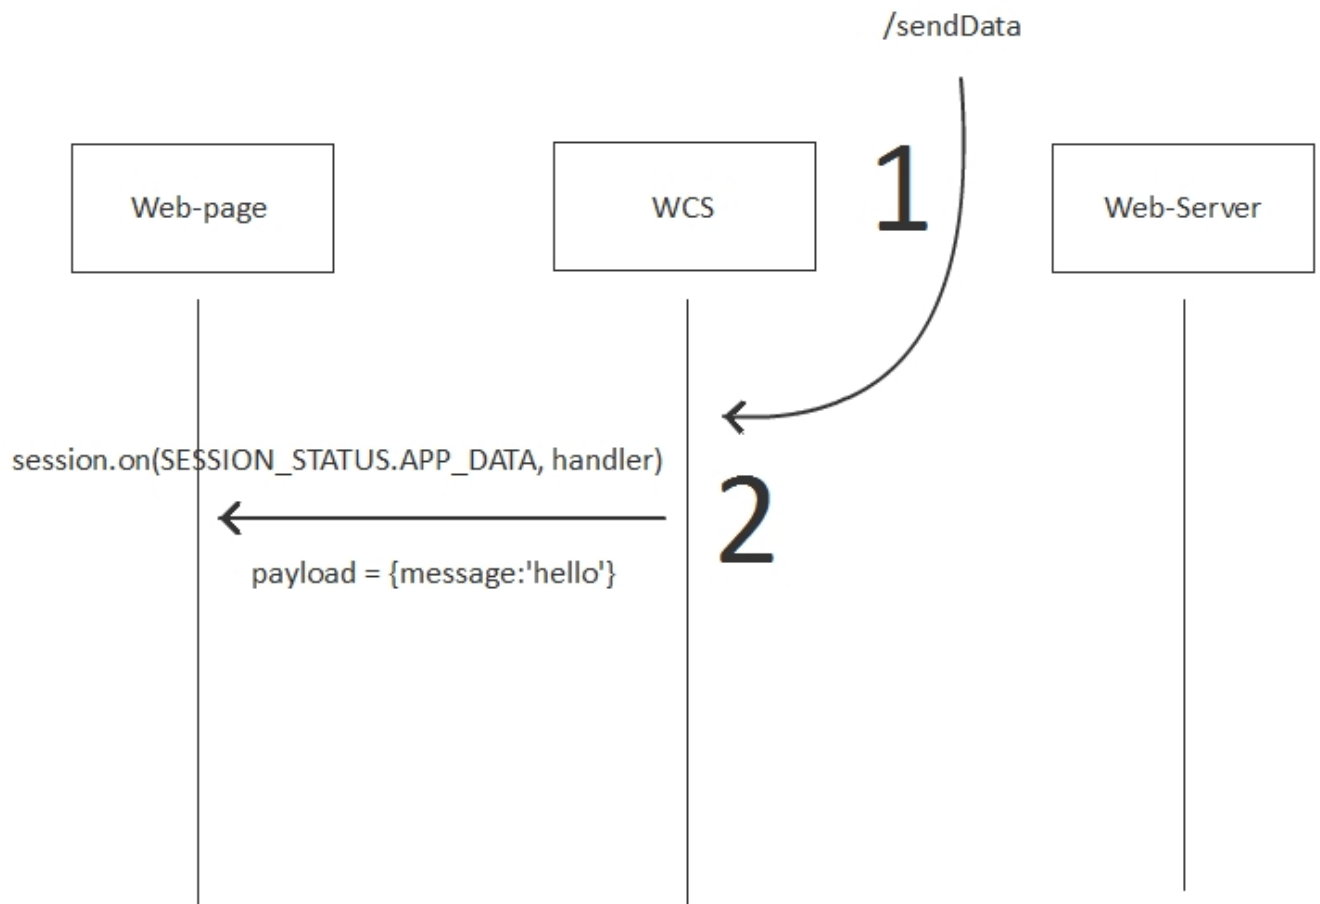 /sendData
Web-page
WCS
1
Web-Server
session.on(SESSION_STATUS.APP_DATA, handler)
2
payload = {message:'hello'}